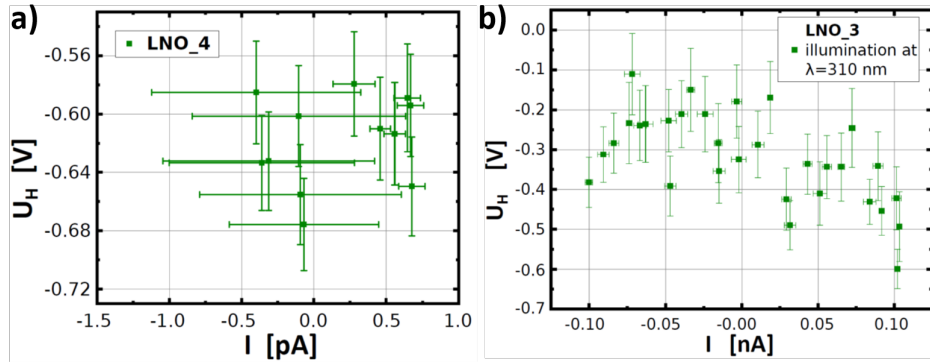 a)
LNO_4
-0.56
-0.60
-0.64
-0.68
-0.72
U_H [V]
-1.5 -1.0 -0.5 0.0 0.5 1.0
I [pA]
b)
LNO_3
illumination at
λ=310 nm
0.0
-0.1
-0.2
-0.3
-0.4
-0.5
-0.6
-0.7
U_H [V]
-0.10 -0.05 -0.00 0.05 0.10
I [nA]